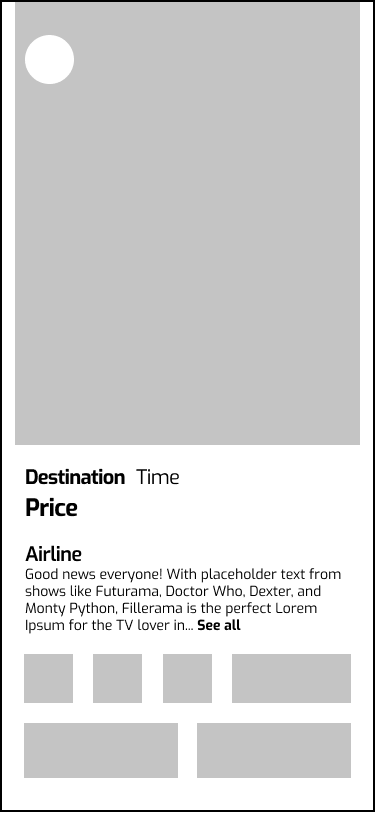 Destination Time
Price
Airline
Good news everyone! With placeholder text from
shows like Futurama, Doctor Who, Dexter, and
Monty Python, Fillerama is the perfect Lorem
Ipsum for the TV lover in... See all